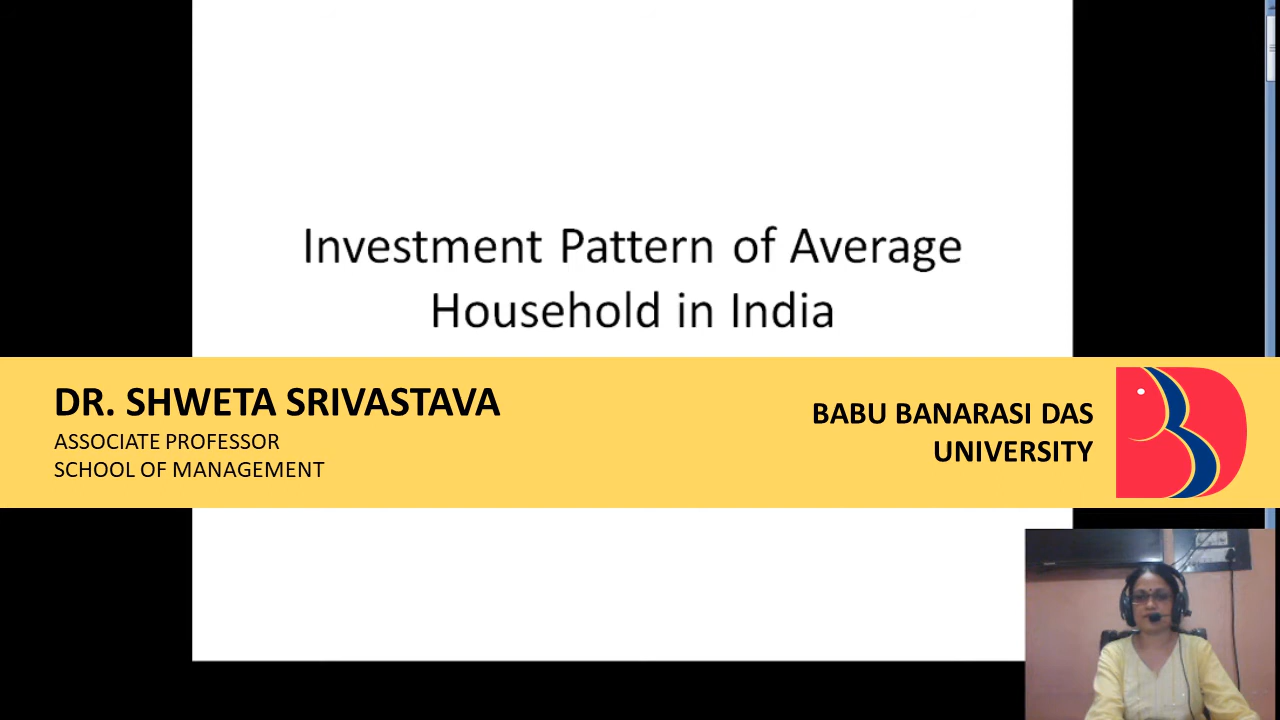 Investment Pattern of Average
Household in India
DR. SHWETA SRIVASTAVA
ASSOCIATE PROFESSOR
SCHOOL OF MANAGEMENT
BABU BANARASI DAS
UNIVERSITY